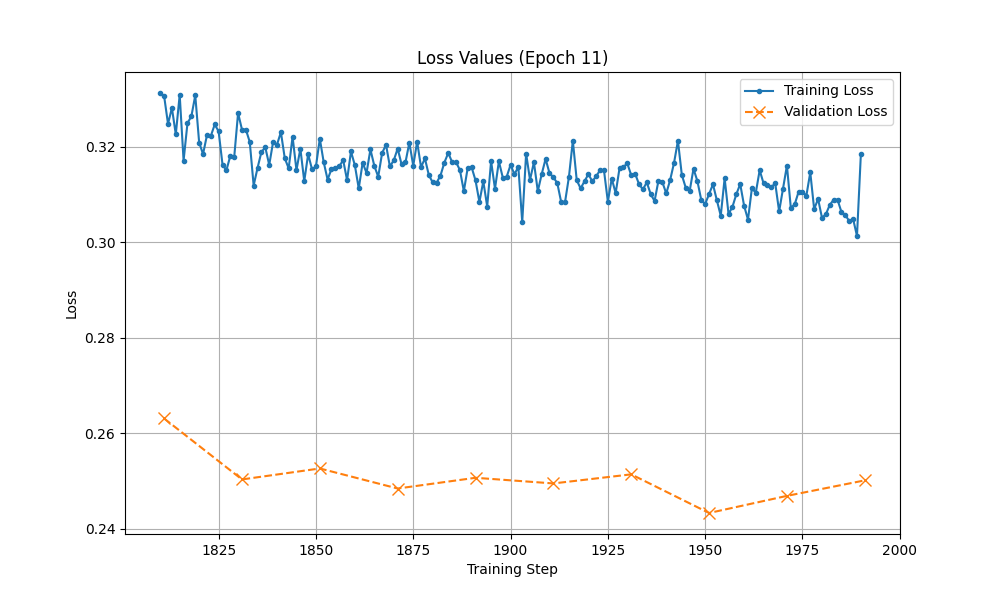 Loss Values (Epoch 11)
Training Loss
Validation Loss
0.32
0.30
0.28
0.26
0.24
Loss
1825
1850
1875
1900
1925
1950
1975
2000
Training Step